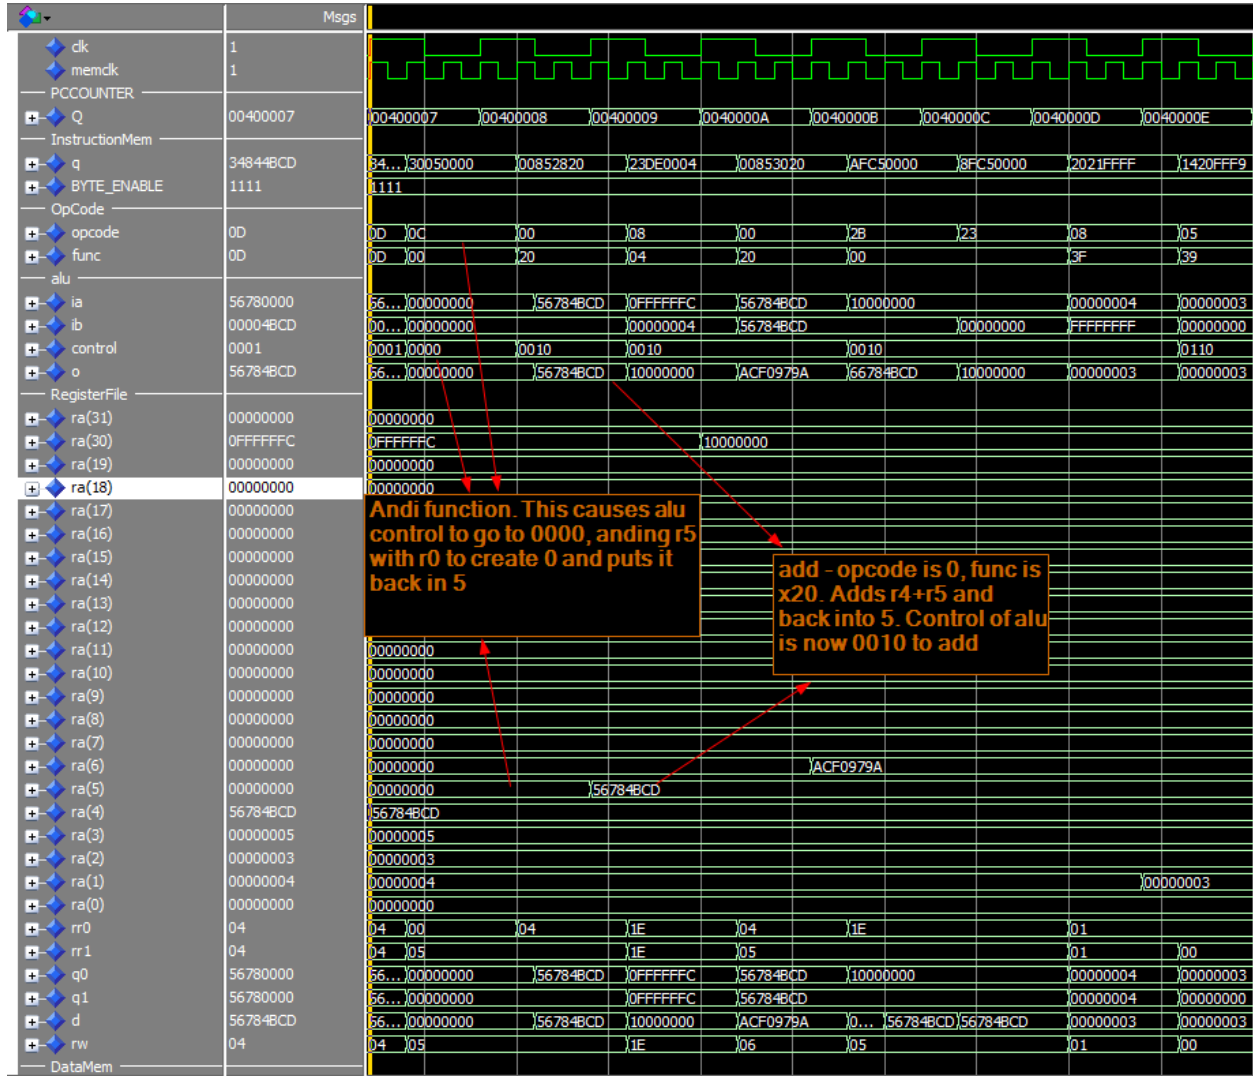 Msgs
clk 1
memclk 1
PCCOUNTER
Q 00400007 00400007 00400008 00400009 0040000A 0040000B 0040000C 0040000D 0040000E
InstructionMem
q 34844BCD 34... 30050000 00852820 23DE0004 00853020 AFC50000 8FC50000 2021FFFF 1420FFF9
BYTE_ENABLE 1111 1111
OpCode
opcode 0D 0D 0C 00 08 00 2B 23 08 05
func 0D 0D 00 20 04 20 00 3F 39
alu
ia 56780000 56... 00000000 56784BCD 0FFFFFFC 56784BCD 10000000 00000004 00000003
ib 00004BCD 00... 00000000 00000004 56784BCD 00000000 FFFFFFFF 00000000
control 0001 0001 0000 0010 0010 0010 0110
o 56784BCD 56... 00000000 56784BCD 10000000 ACF0979A 66784BCD 10000000 00000003 00000003
RegisterFile
ra(31) 00000000 00000000
ra(30) 0FFFFFFC 0FFFFFFC 10000000
ra(19) 00000000 00000000
ra(18) 00000000 00000000
ra(17) 00000000
ra(16) 00000000
ra(15) 00000000
ra(14) 00000000
ra(13) 00000000
ra(12) 00000000
ra(11) 00000000 00000000
ra(10) 00000000 00000000
ra(9) 00000000 00000000
ra(8) 00000000 00000000
ra(7) 00000000 00000000
ra(6) 00000000 00000000 ACF0979A
ra(5) 00000000 00000000 56784BCD
ra(4) 56784BCD 56784BCD
ra(3) 00000005 00000005
ra(2) 00000003 00000003
ra(1) 00000004 00000004 00000003
ra(0) 00000000 00000000
rr0 04 04 00 04 1E 04 1E 01
rr1 04 04 05 1E 05 01 00
q0 56780000 56... 00000000 56784BCD 0FFFFFFC 56784BCD 10000000 00000004 00000003
q1 56780000 56... 00000000 0FFFFFFC 56784BCD 00000004 00000000
d 56784BCD 56... 00000000 56784BCD 10000000 ACF0979A 0... 56784BCD 56784BCD 00000003 00000003
rw 04 04 05 1E 06 05 01 00
DataMem
Andi function. This causes alu
control to go to 0000, anding r5
with r0 to create 0 and puts it
back in 5
add - opcode is 0, func is
x20. Adds r4+r5 and
back into 5. Control of alu
is now 0010 to add